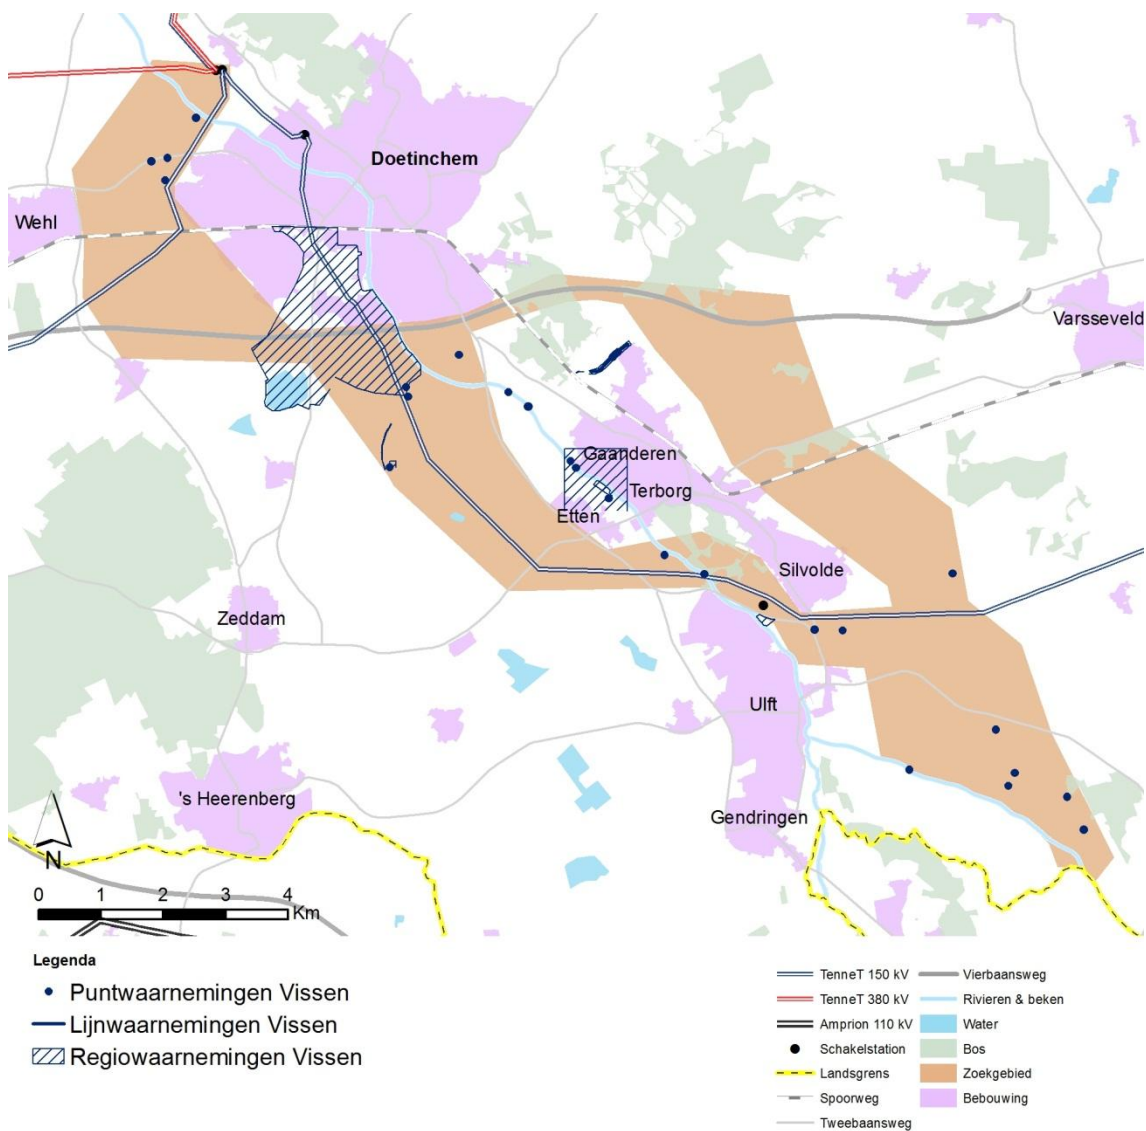 Doetinchem
Wehl
Varsseveld
Gaanderen
Terborg
Etten
Silvolde
Zeddam
Ulft
's Heerenberg
Gendringen
N
0 1 2 3 4
Km
Legenda
Puntwaarnemingen Vissen
Lijnwaarnemingen Vissen
Regiowaarnemingen Vissen
TenneT 150 kV
TenneT 380 kV
Amprion 110 kV
Schakelstation
Landsgrens
Spoorweg
Tweebaansweg
Vierbaansweg
Rivieren & beken
Water
Bos
Zoekgebied
Bebouwing